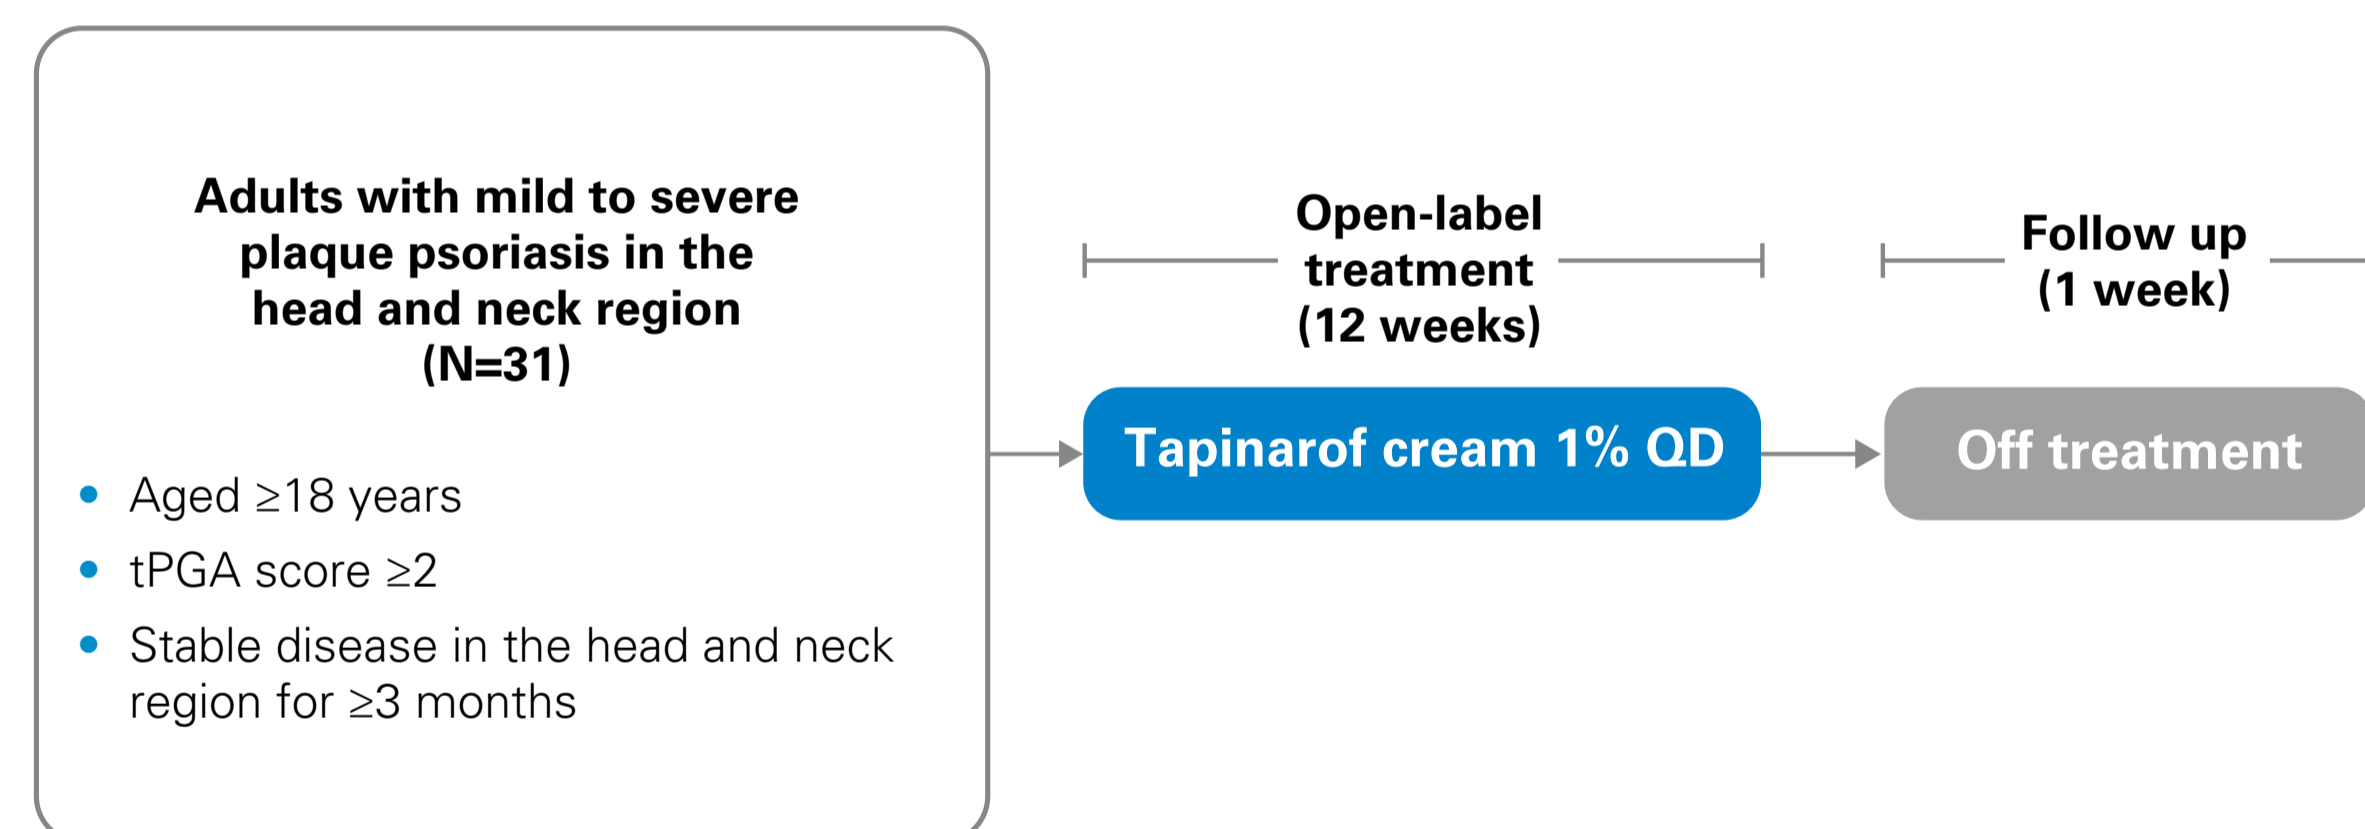 Adults with mild to severe
plaque psoriasis in the
head and neck region
(N=31)
• Aged ≥18 years
• tPGA score ≥2
• Stable disease in the head and neck
region for ≥3 months
Open-label
treatment
(12 weeks)
Tapinarof cream 1% QD
Follow up
(1 week)
Off treatment